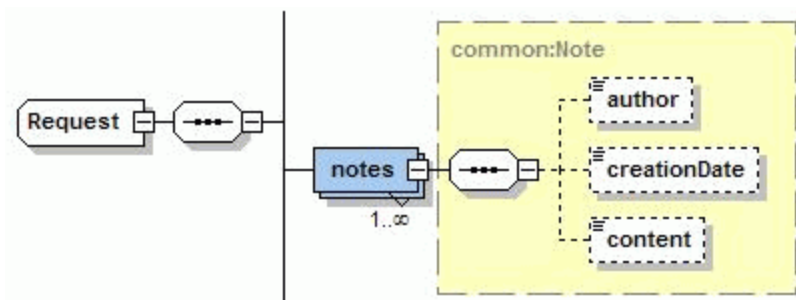 common:Note
author
Request
notes
creationDate
1..∞
content